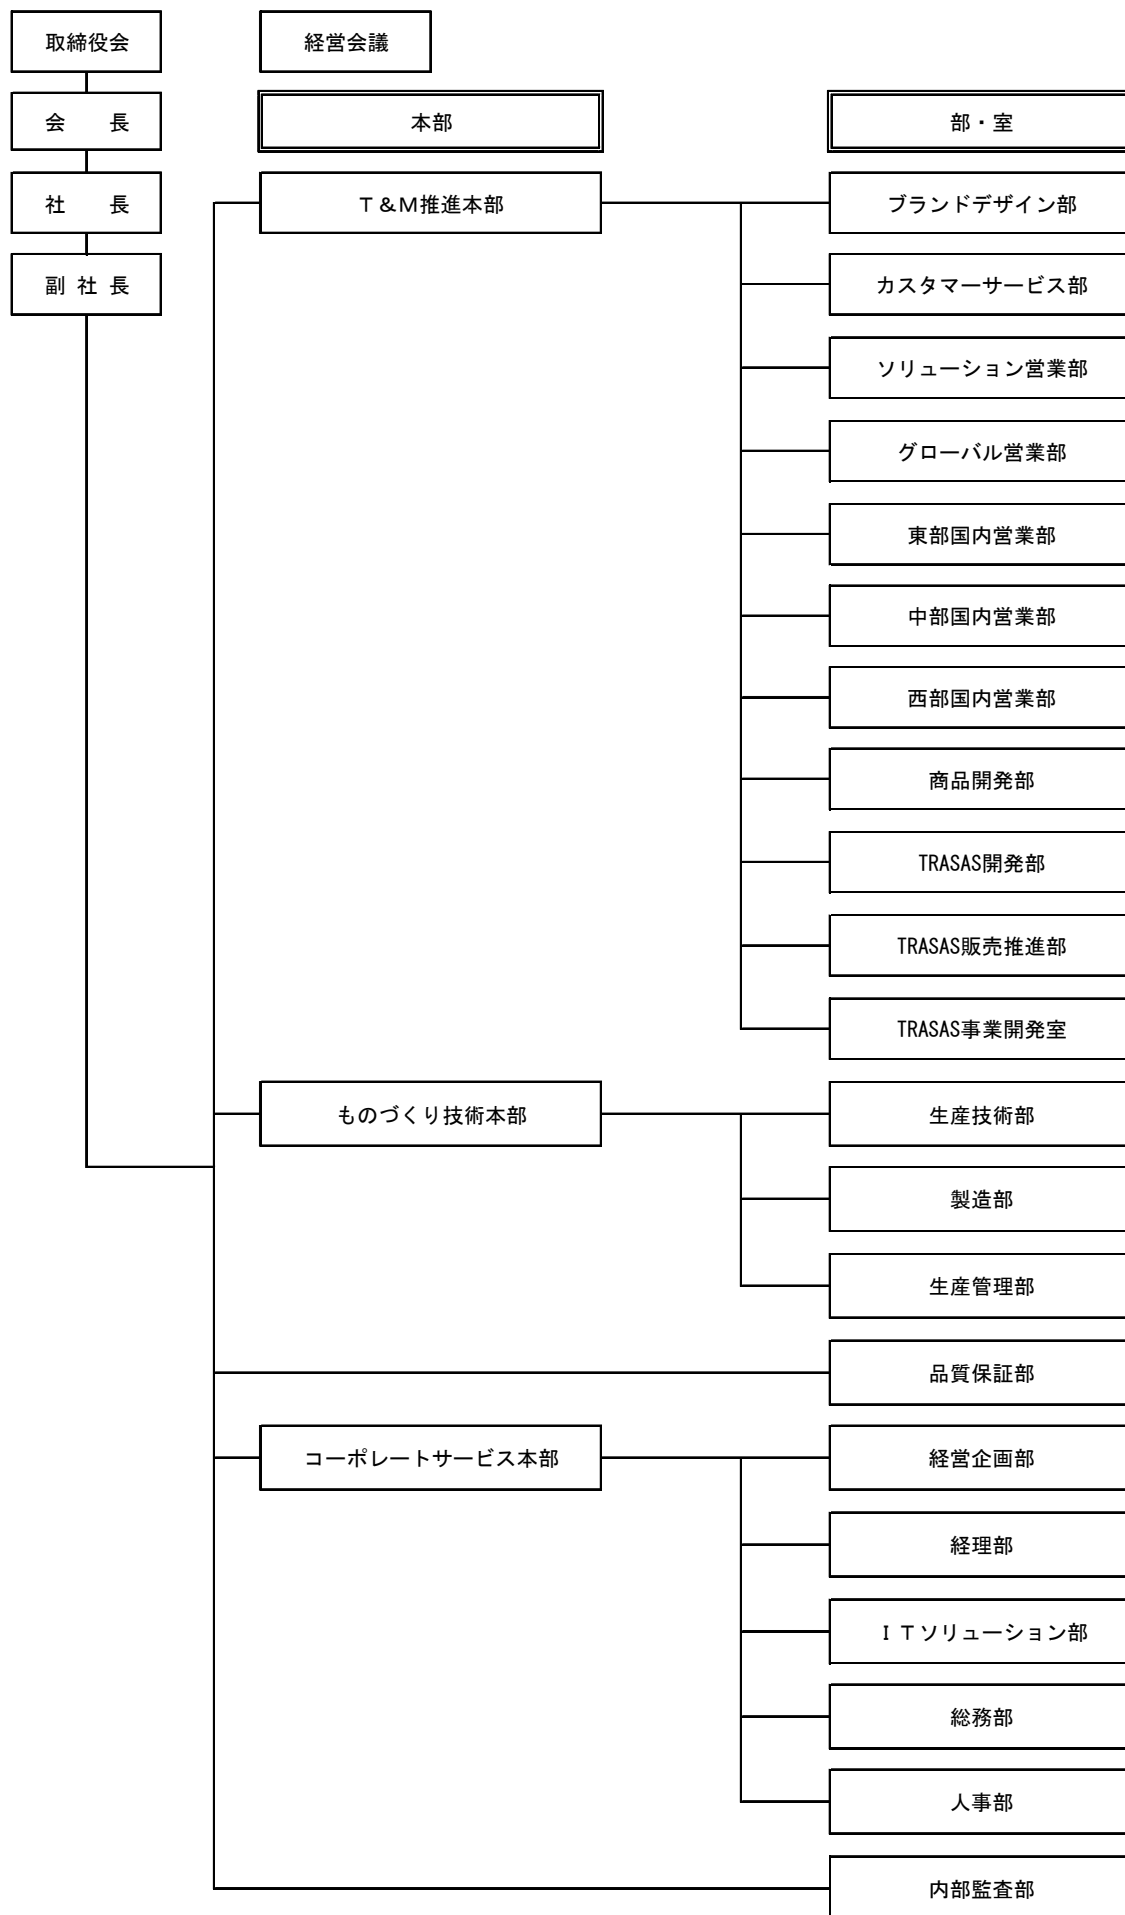 取締役会 経営会議
会　　長 本部 部・室
社　　長 Ｔ＆Ｍ推進本部 ブランドデザイン部
副 社 長 カスタマーサービス部
ソリューション営業部
グローバル営業部
東部国内営業部
中部国内営業部
西部国内営業部
商品開発部
TRASAS開発部
TRASAS販売推進部
TRASAS事業開発室
ものづくり技術本部 生産技術部
製造部
生産管理部
品質保証部
コーポレートサービス本部 経営企画部
経理部
ＩＴソリューション部
総務部
人事部
内部監査部